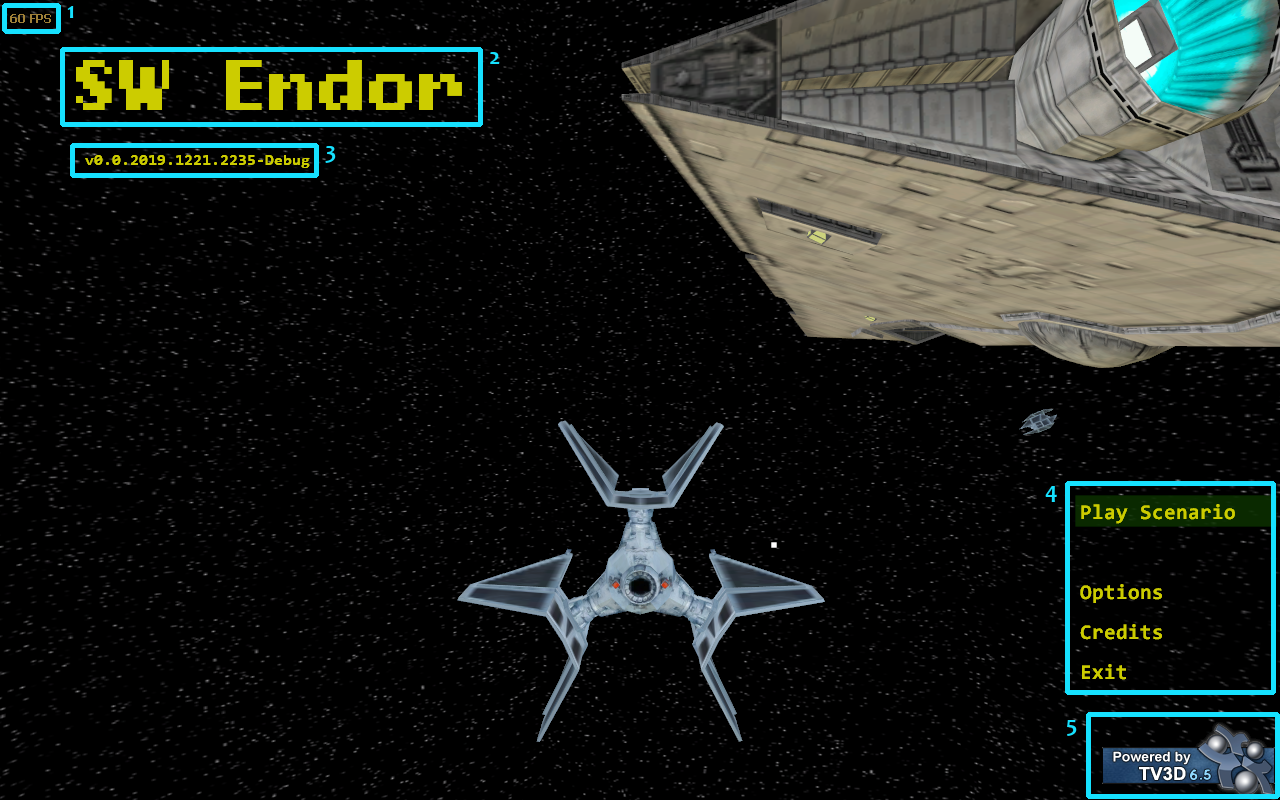 60 FPS 1
SW Endor 2
v0.0.2019.1221.2235-Debug 3
4
Play Scenario
Options
Credits
Exit
5
Powered by
TV3D 6.5